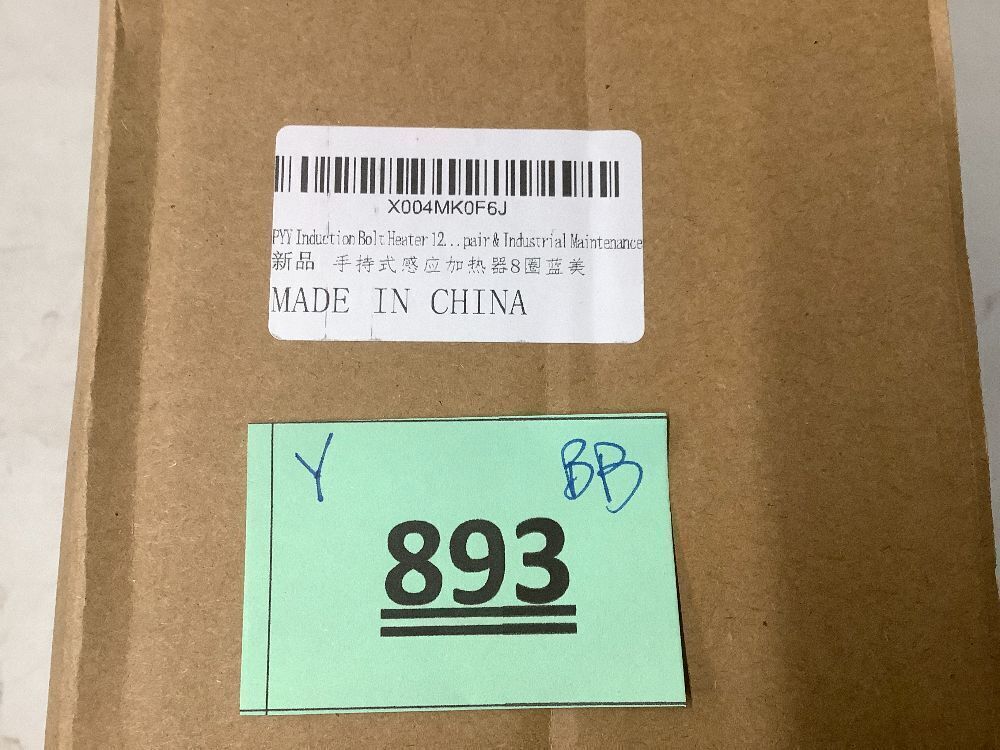 X004MK0F6J
PYY Induction Bolt Heater 12...pair & Industrial Maintenance
新品 手持式感应加热器8圈蓝美
MADE IN CHINA
Y BB
893